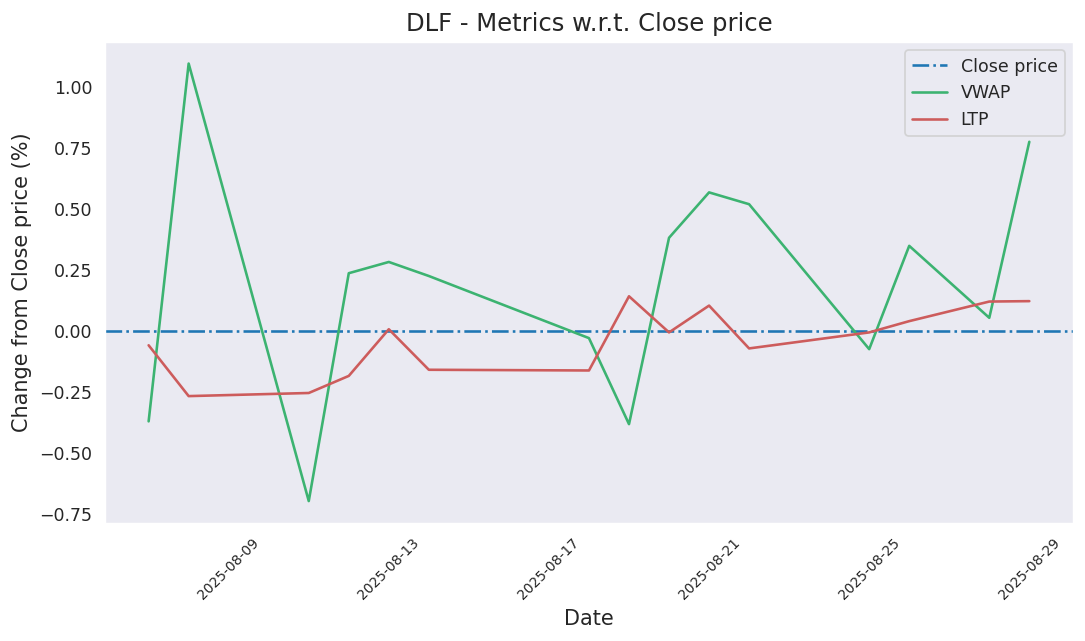 DLF - Metrics w.r.t. Close price
Close price
VWAP
LTP
Change from Close price (%)
1.00
0.75
0.50
0.25
0.00
−0.25
−0.50
−0.75
2025-08-09
2025-08-13
2025-08-17
2025-08-21
2025-08-25
2025-08-29
Date